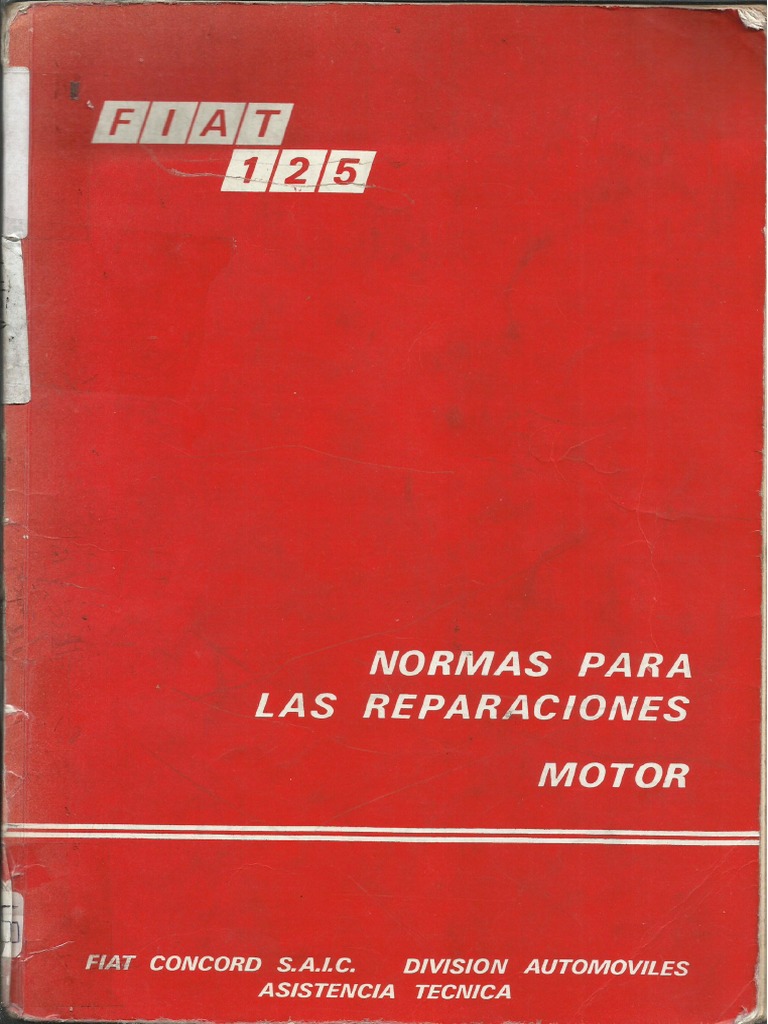 FIAT
125
NORMAS PARA
LAS REPARACIONES
MOTOR
FIAT CONCORD S.A.I.C. DIVISION AUTOMOVILES
ASISTENCIA TECNICA